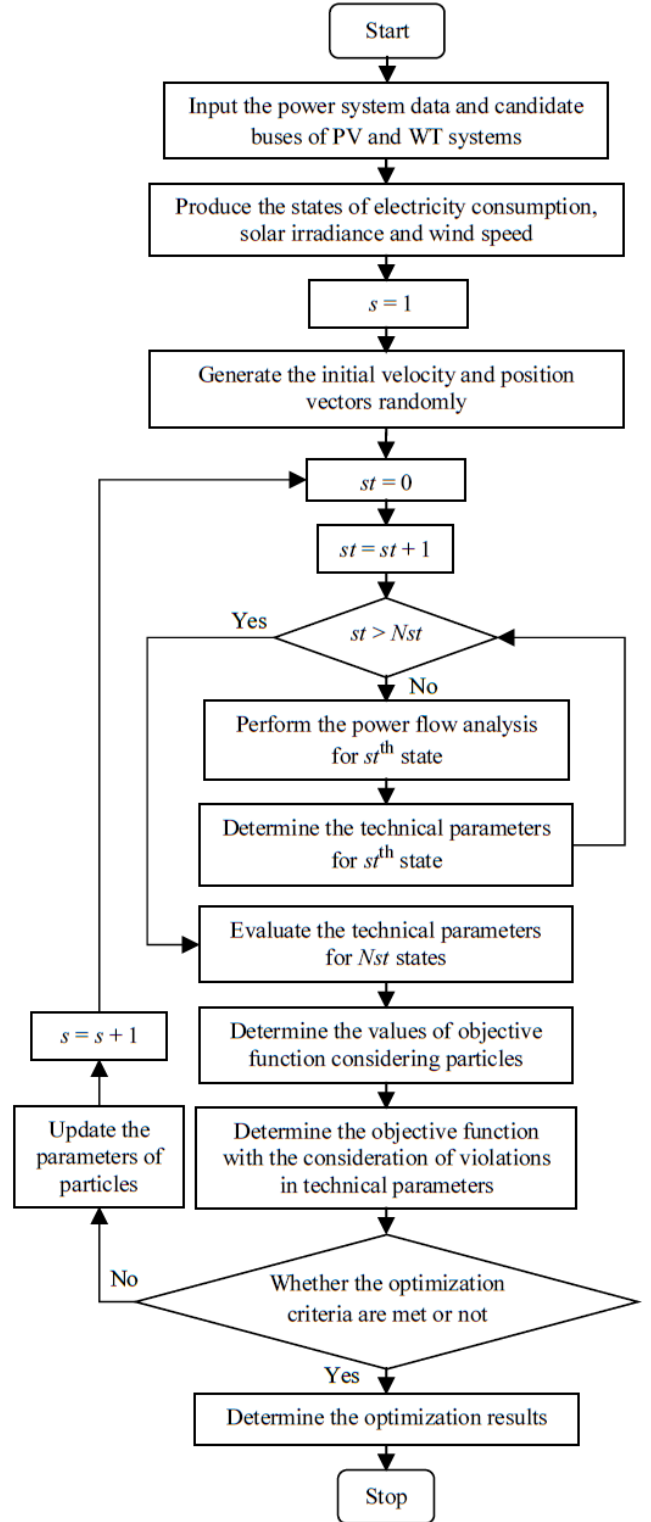 Start
Input the power system data and candidate
buses of PV and WT systems
Produce the states of electricity consumption,
solar irradiance and wind speed
s = 1
Generate the initial velocity and position
vectors randomly
st = 0
st = st + 1
Yes
st > Nst
No
Perform the power flow analysis
for st^th state
Determine the technical parameters
for st^th state
Evaluate the technical parameters
for Nst states
s = s + 1
Determine the values of objective
function considering particles
Update the
parameters of
particles
Determine the objective function
with the consideration of violations
in technical parameters
No
Whether the optimization
criteria are met or not
Yes
Determine the optimization results
Stop